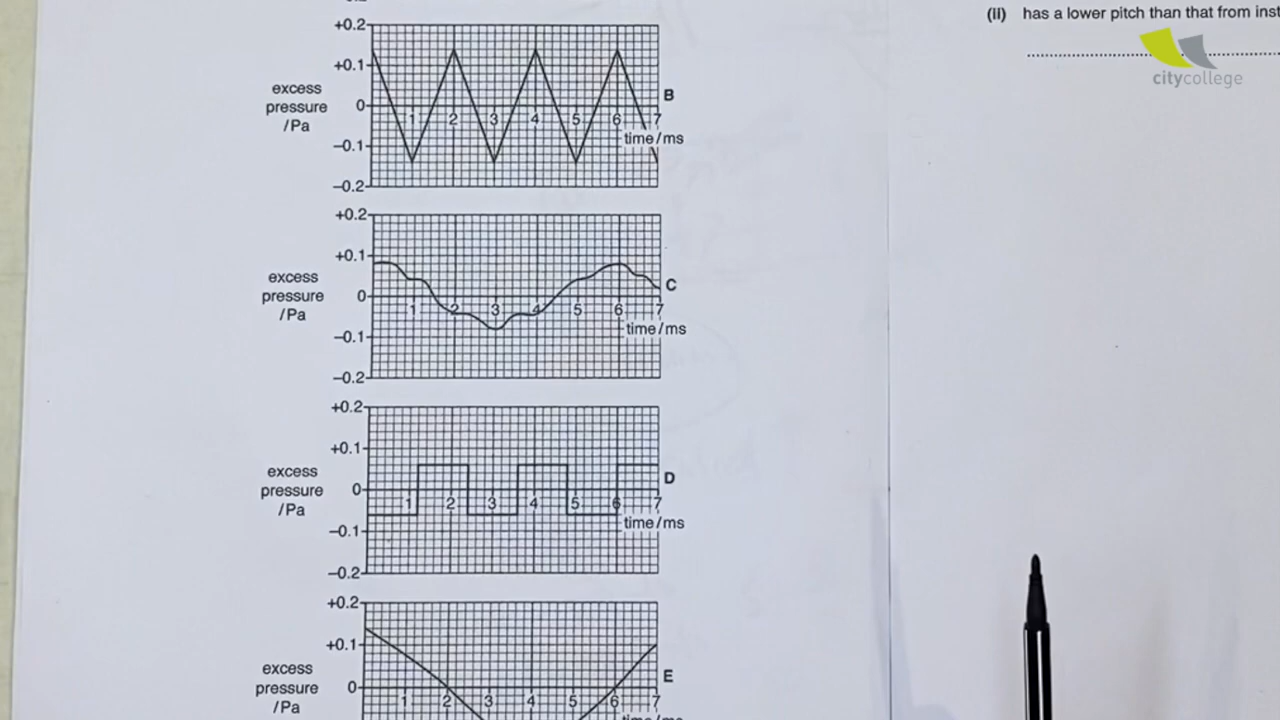 +0.2
+0.1
excess
pressure
/Pa
0
B
1 2 3 4 5 6 7
time/ms
–0.1
–0.2
+0.2
+0.1
excess
pressure
/Pa
0
C
1 2 3 4 5 6 7
time/ms
–0.1
–0.2
+0.2
+0.1
excess
pressure
/Pa
0
D
1 2 3 4 5 6 7
time/ms
–0.1
–0.2
+0.2
+0.1
excess
pressure
/Pa
0
E
1 2 3 4 5 6 7
(ii) has a lower pitch than that from
citycollege